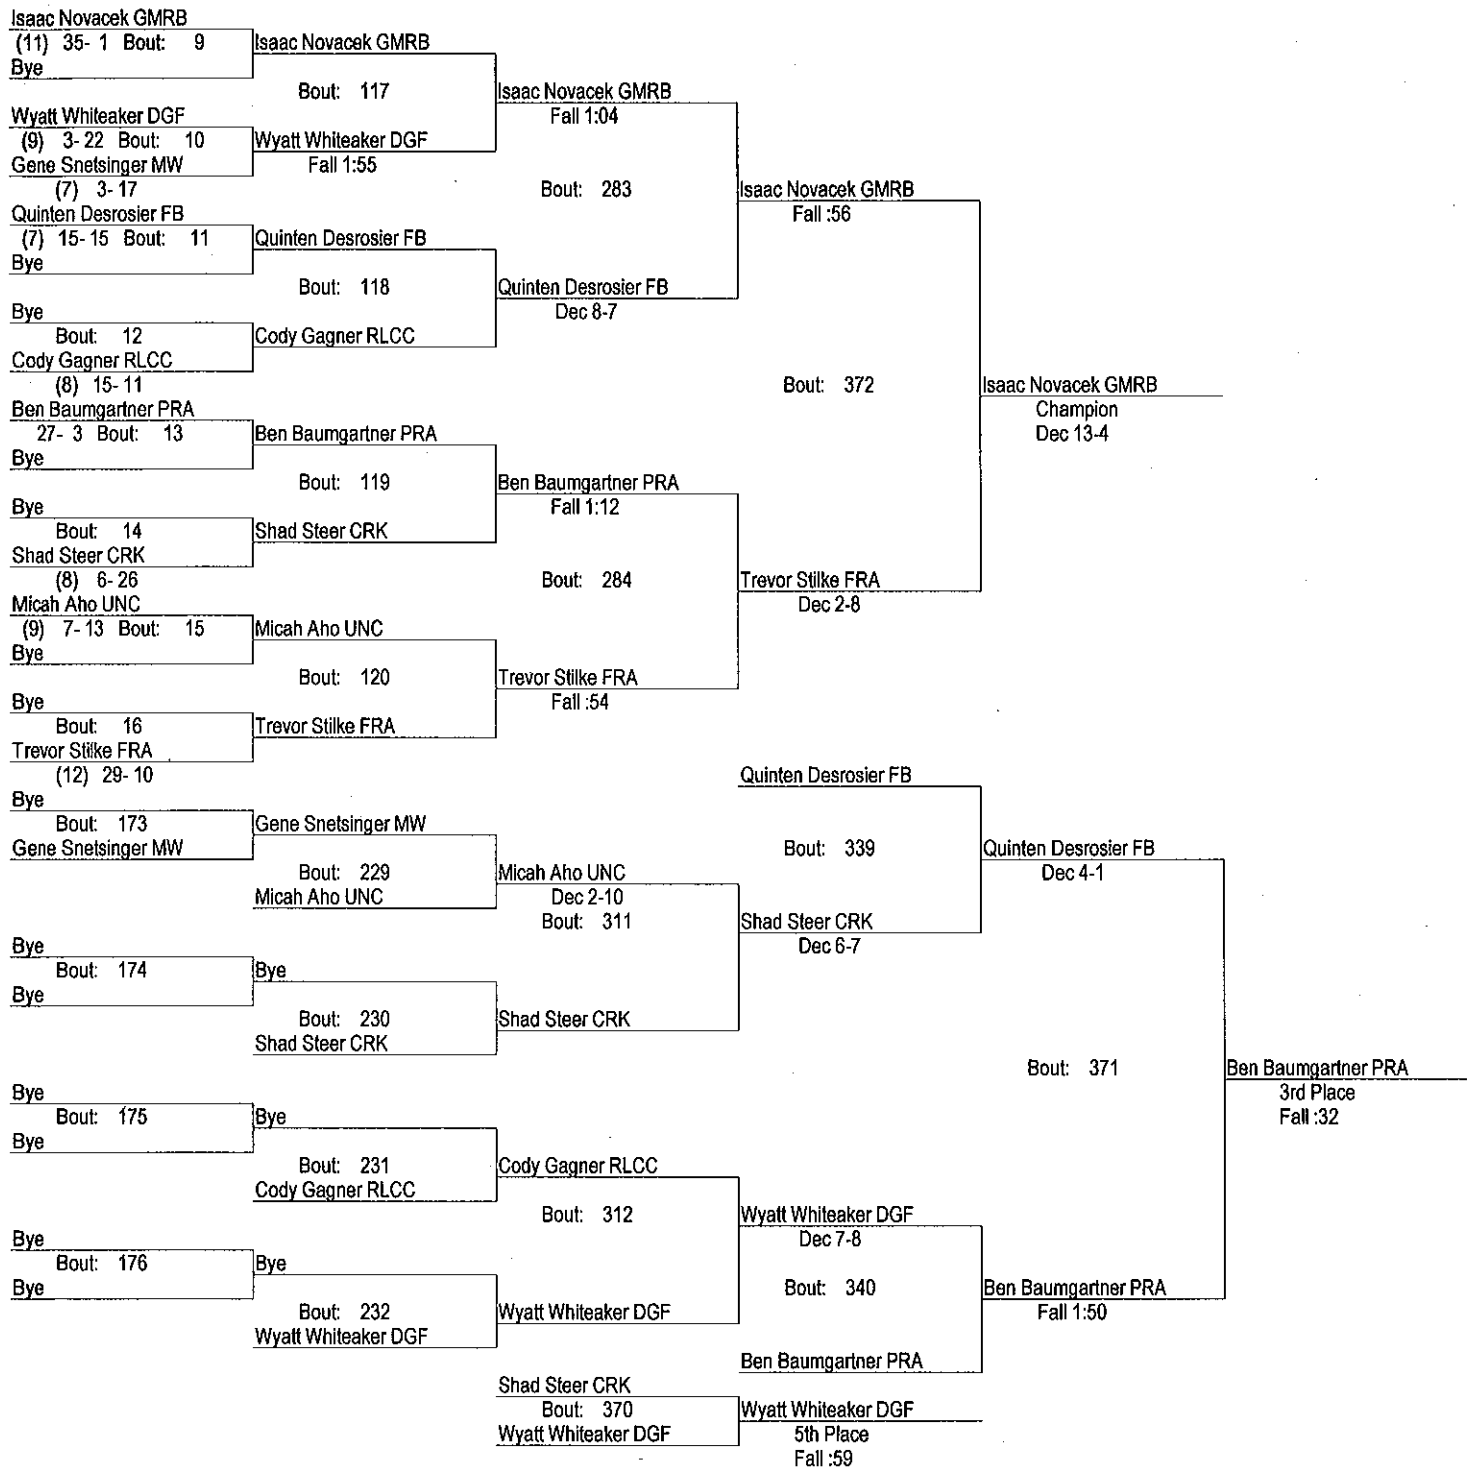 Isaac Novacek GMRB
(11) 35- 1 Bout: 9
Bye
Isaac Novacek GMRB
Bout: 117
Wyatt Whiteaker DGF
(9) 3- 22 Bout: 10
Gene Snetsinger MW
(7) 3- 17
Wyatt Whiteaker DGF
Fall 1:55
Isaac Novacek GMRB
Fall 1:04
Bout: 283
Quinten Desrosier FB
(7) 15- 15 Bout: 11
Bye
Quinten Desrosier FB
Bout: 118
Bye
Bout: 12
Cody Gagner RLCC
(8) 15- 11
Cody Gagner RLCC
Quinten Desrosier FB
Dec 8-7
Isaac Novacek GMRB
Fall :56
Bout: 372
Ben Baumgartner PRA
27- 3 Bout: 13
Bye
Ben Baumgartner PRA
Bout: 119
Bye
Bout: 14
Shad Steer CRK
(8) 6- 26
Shad Steer CRK
Ben Baumgartner PRA
Fall 1:12
Bout: 284
Micah Aho UNC
(9) 7- 13 Bout: 15
Bye
Micah Aho UNC
Bout: 120
Bye
Bout: 16
Trevor Stilke FRA
(12) 29- 10
Trevor Stilke FRA
Trevor Stilke FRA
Fall :54
Trevor Stilke FRA
Dec 2-8
Isaac Novacek GMRB
Champion
Dec 13-4
Bye
Bout: 173
Gene Snetsinger MW
Gene Snetsinger MW
Bout: 229
Micah Aho UNC
Micah Aho UNC
Dec 2-10
Bout: 311
Bye
Bout: 174
Bye
Bye
Bout: 230
Shad Steer CRK
Shad Steer CRK
Quinten Desrosier FB
Bout: 339
Shad Steer CRK
Dec 6-7
Quinten Desrosier FB
Dec 4-1
Bout: 371
Bye
Bout: 175
Bye
Bye
Bout: 231
Cody Gagner RLCC
Cody Gagner RLCC
Bout: 312
Bye
Bout: 176
Bye
Bye
Bout: 232
Wyatt Whiteaker DGF
Wyatt Whiteaker DGF
Wyatt Whiteaker DGF
Dec 7-8
Bout: 340
Ben Baumgartner PRA
Ben Baumgartner PRA
Fall 1:50
Ben Baumgartner PRA
3rd Place
Fall :32
Shad Steer CRK
Bout: 370
Wyatt Whiteaker DGF
Wyatt Whiteaker DGF
5th Place
Fall :59